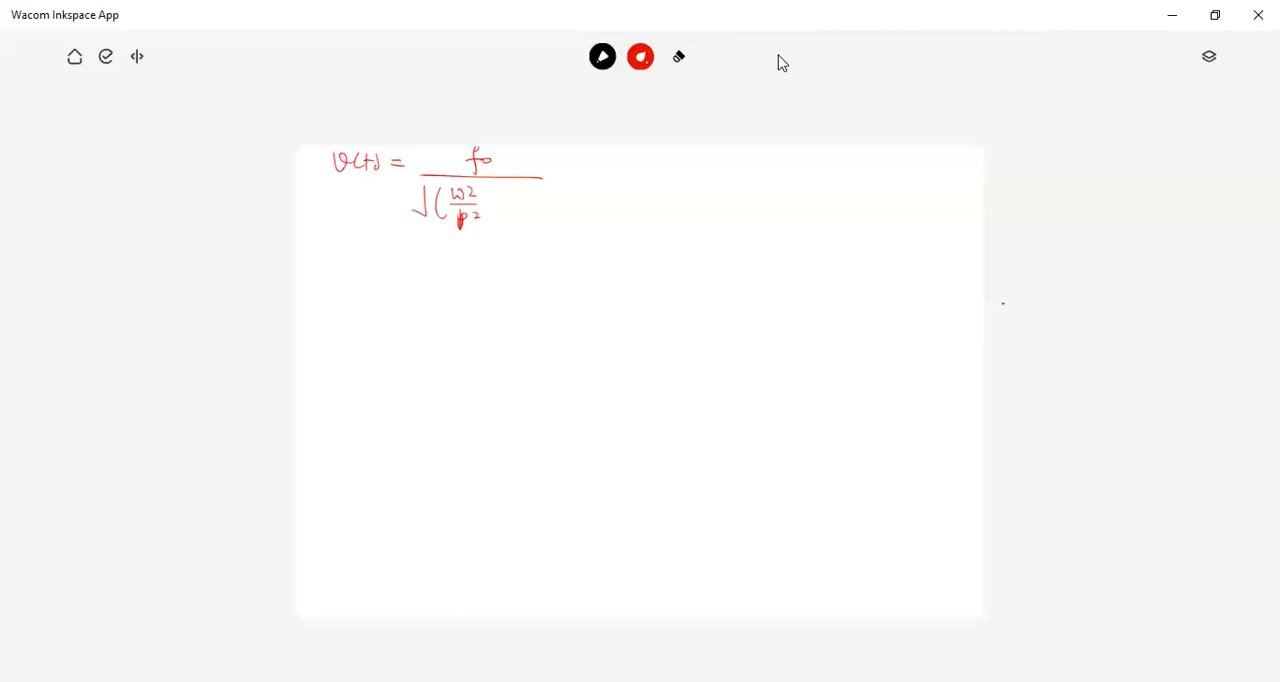 Wacom Inkspace App
v(t) = f₀
√( ω²
p²